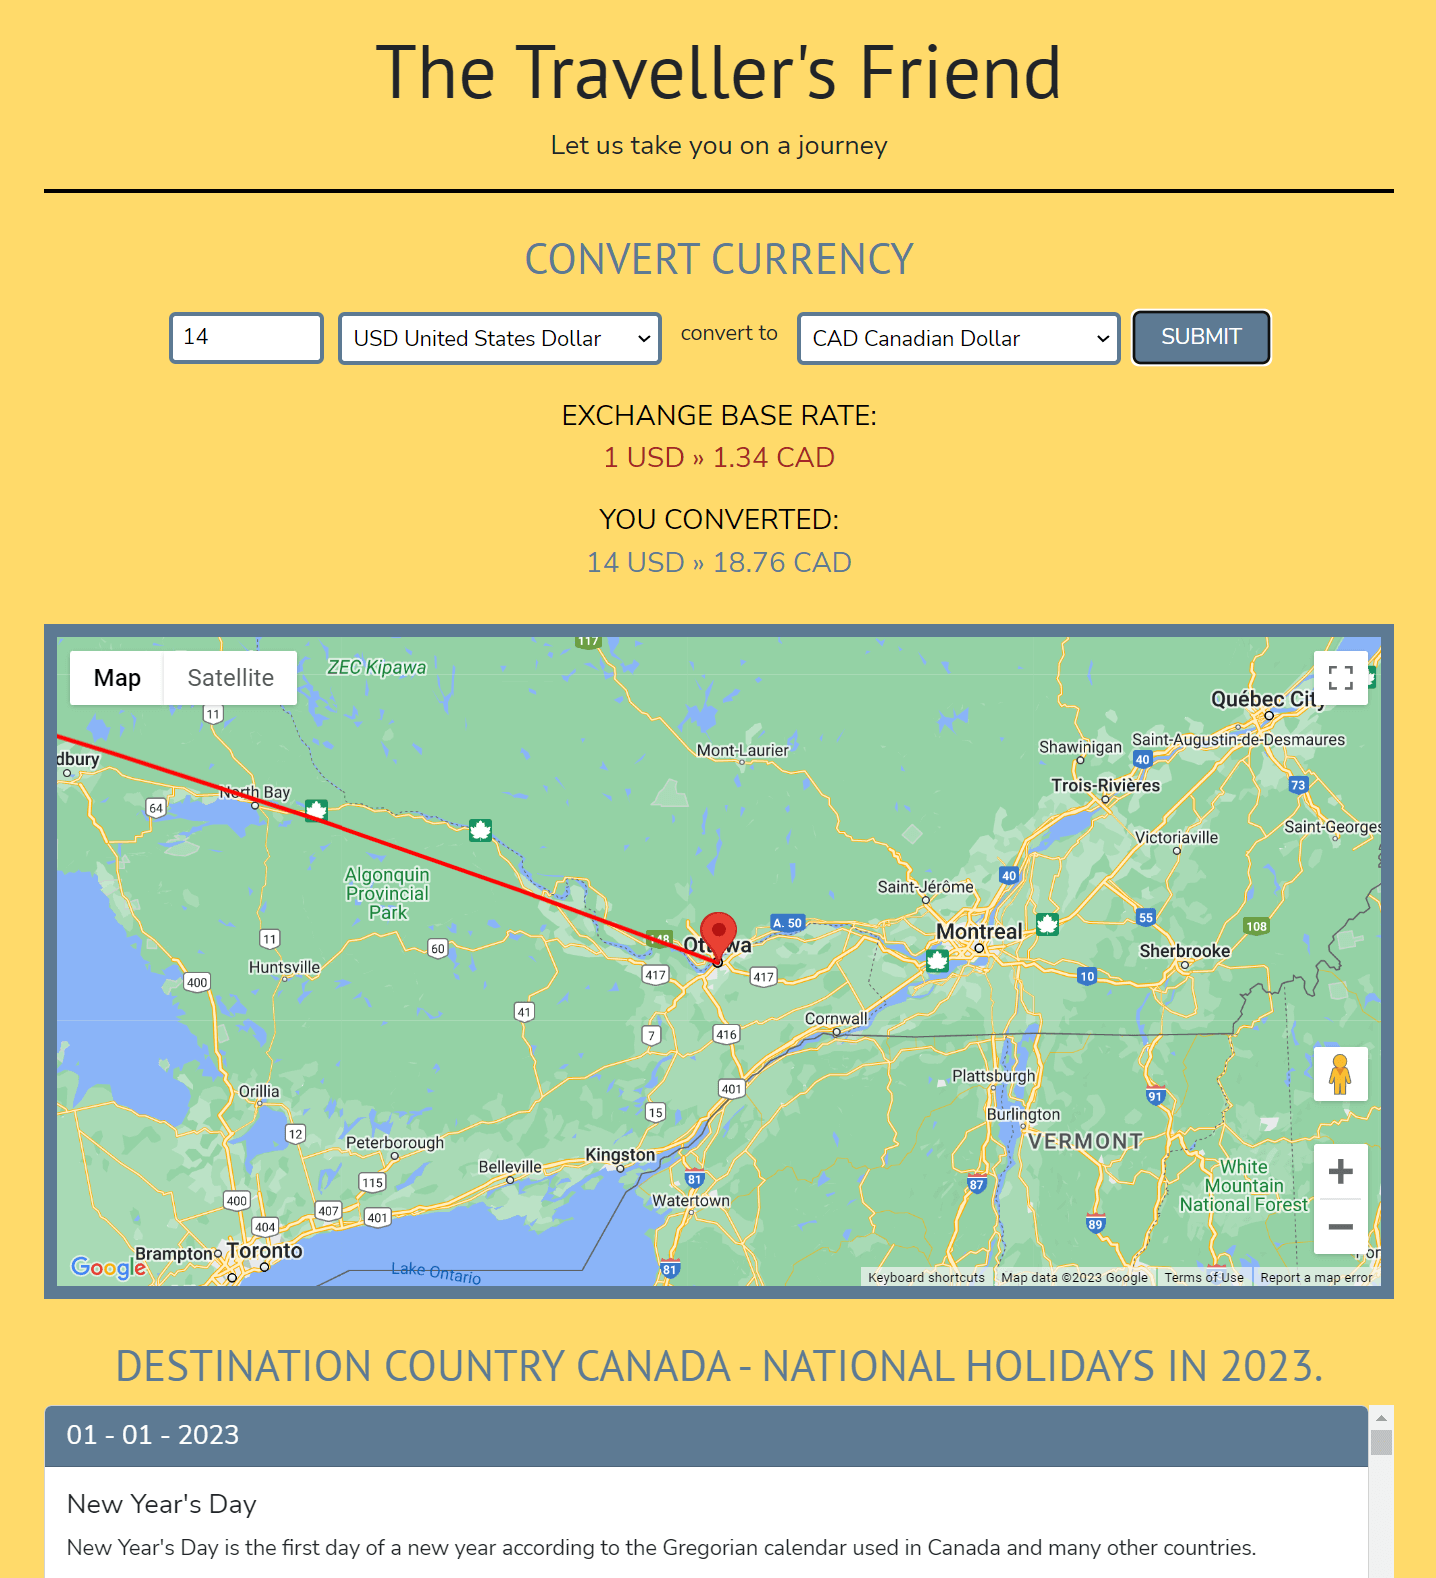 The Traveller's Friend
Let us take you on a journey
CONVERT CURRENCY
14
USD United States Dollar
convert to
CAD Canadian Dollar
SUBMIT
EXCHANGE BASE RATE:
1 USD » 1.34 CAD
YOU CONVERTED:
14 USD » 18.76 CAD
Map
Satellite
ZEC Kipawa
117
11
Québec City
Mont-Laurier
Shawinigan
Saint-Augustin-de-Desmaures
40
dbury
Trois-Rivières
73
North Bay
64
Saint-Georges
Victoriaville
Algonquin
Provincial
Park
40
Saint-Jérôme
55
A. 50
108
Montreal
148
Ottawa
11
60
Sherbrooke
Huntsville
417
417
10
400
41
Cornwall
7
416
Plattsburgh
401
Orillia
91
15
Burlington
12
VERMONT
Peterborough
Kingston
Belleville
White
Mountain
National Forest
115
81
87
Watertown
400
407
401
404
89
Brampton
Toronto
Lake Ontario
81
Google
Keyboard shortcuts
Map data ©2023 Google
Terms of Use
Report a map error
DESTINATION COUNTRY CANADA - NATIONAL HOLIDAYS IN 2023.
01 - 01 - 2023
New Year's Day
New Year's Day is the first day of a new year according to the Gregorian calendar used in Canada and many other countries.